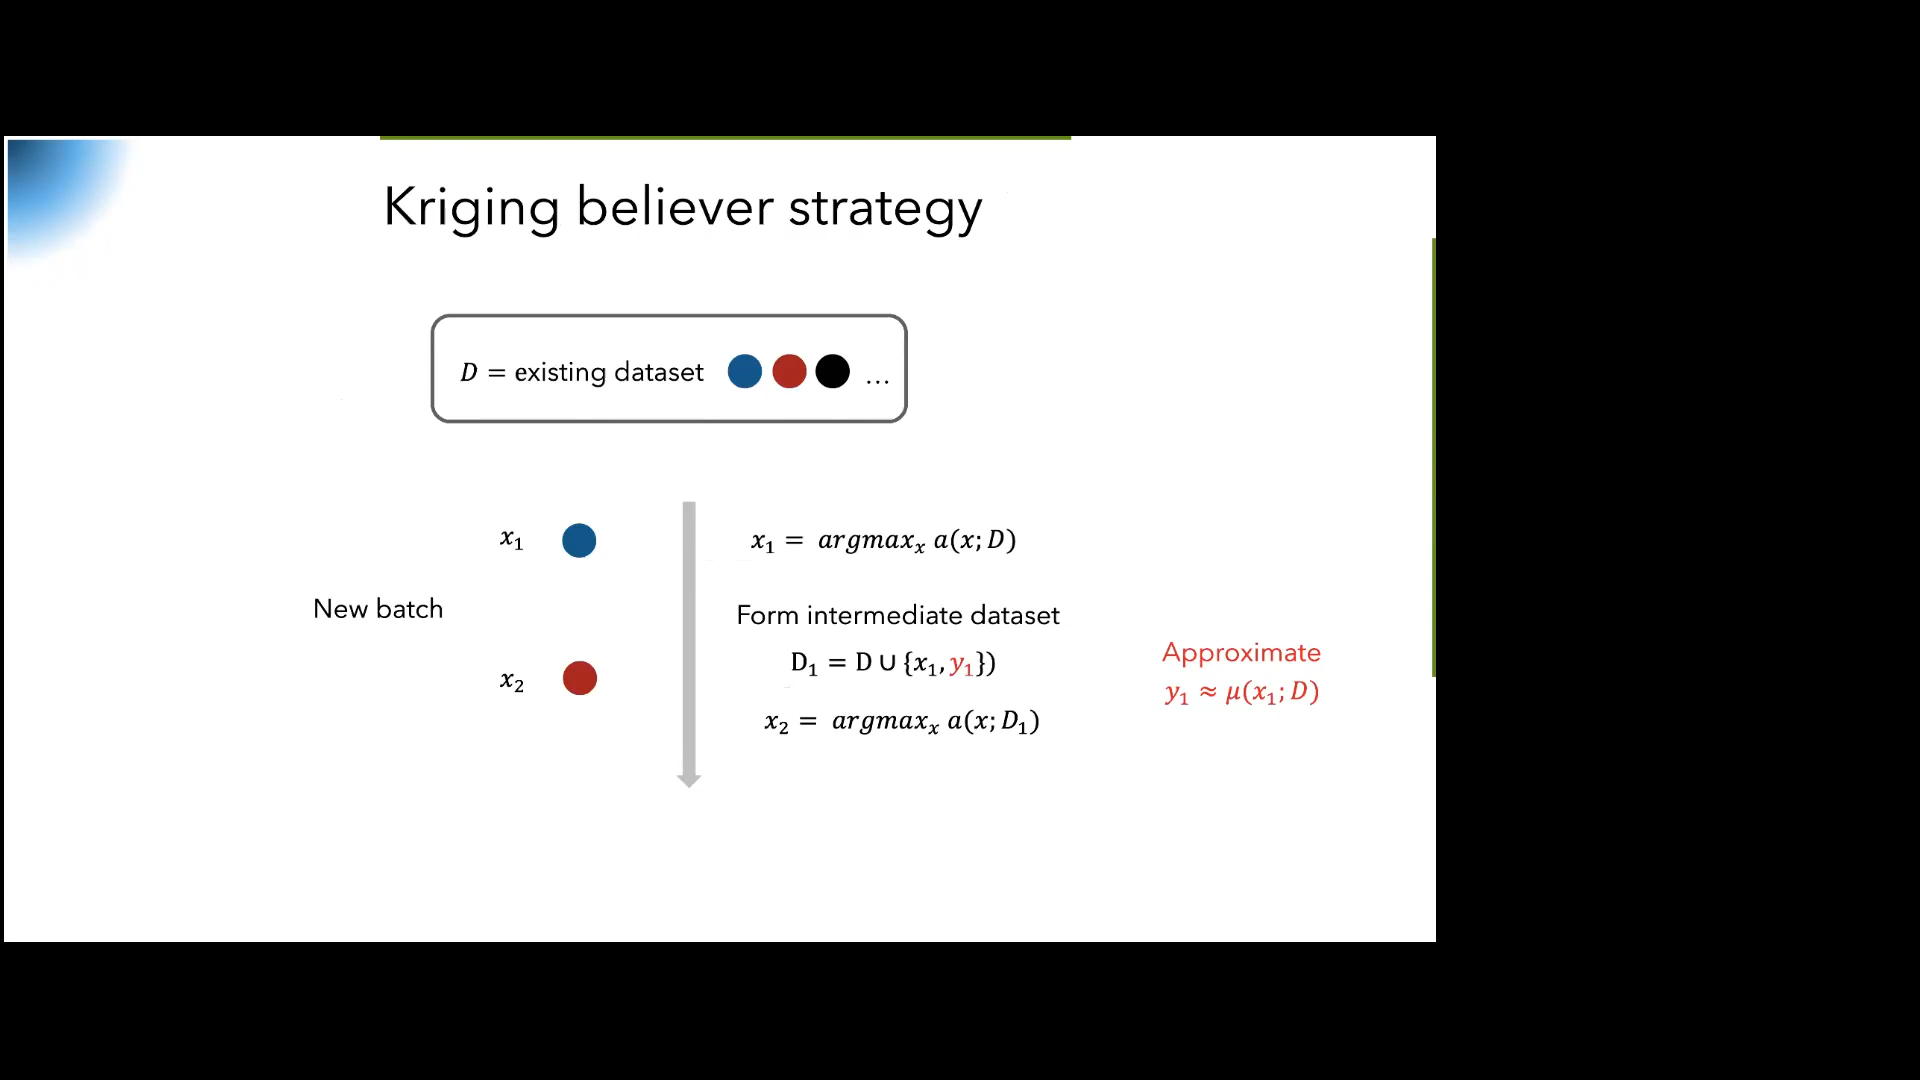 Kriging believer strategy
D = existing dataset ...
x₁
x₁ = argmaxₓ a(x; D)
New batch
Form intermediate dataset
D₁ = D ∪ {x₁, y₁})
x₂
x₂ = argmaxₓ a(x; D₁)
Approximate
y₁ ≈ μ(x₁; D)